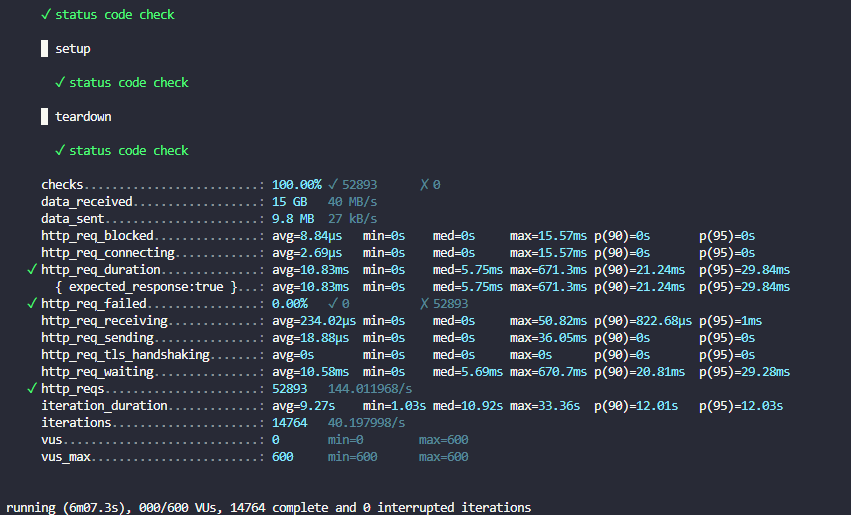 ✓ status code check
█ setup
✓ status code check
█ teardown
✓ status code check
checks.........................: 100.00% ✓ 52893 ✗ 0
data_received..................: 15 GB 40 MB/s
data_sent......................: 9.8 MB 27 kB/s
http_req_blocked...............: avg=8.84µs min=0s med=0s max=15.57ms p(90)=0s p(95)=0s
http_req_connecting............: avg=2.69µs min=0s med=0s max=15.57ms p(90)=0s p(95)=0s
✓ http_req_duration..............: avg=10.83ms min=0s med=5.75ms max=671.3ms p(90)=21.24ms p(95)=29.84ms
{ expected_response:true }...: avg=10.83ms min=0s med=5.75ms max=671.3ms p(90)=21.24ms p(95)=29.84ms
✓ http_req_failed................: 0.00% ✓ 0 ✗ 52893
http_req_receiving.............: avg=234.02µs min=0s med=0s max=50.82ms p(90)=822.68µs p(95)=1ms
http_req_sending...............: avg=18.88µs min=0s med=0s max=36.05ms p(90)=0s p(95)=0s
http_req_tls_handshaking.......: avg=0s min=0s med=0s max=0s p(90)=0s p(95)=0s
http_req_waiting...............: avg=10.58ms min=0s med=5.69ms max=670.7ms p(90)=20.81ms p(95)=29.28ms
✓ http_reqs......................: 52893 144.011968/s
iteration_duration.............: avg=9.27s min=1.03s med=10.92s max=33.36s p(90)=12.01s p(95)=12.03s
iterations.....................: 14764 40.197998/s
vus............................: 0 min=0 max=600
vus_max........................: 600 min=600 max=600
running (6m07.3s), 000/600 VUs, 14764 complete and 0 interrupted iterations